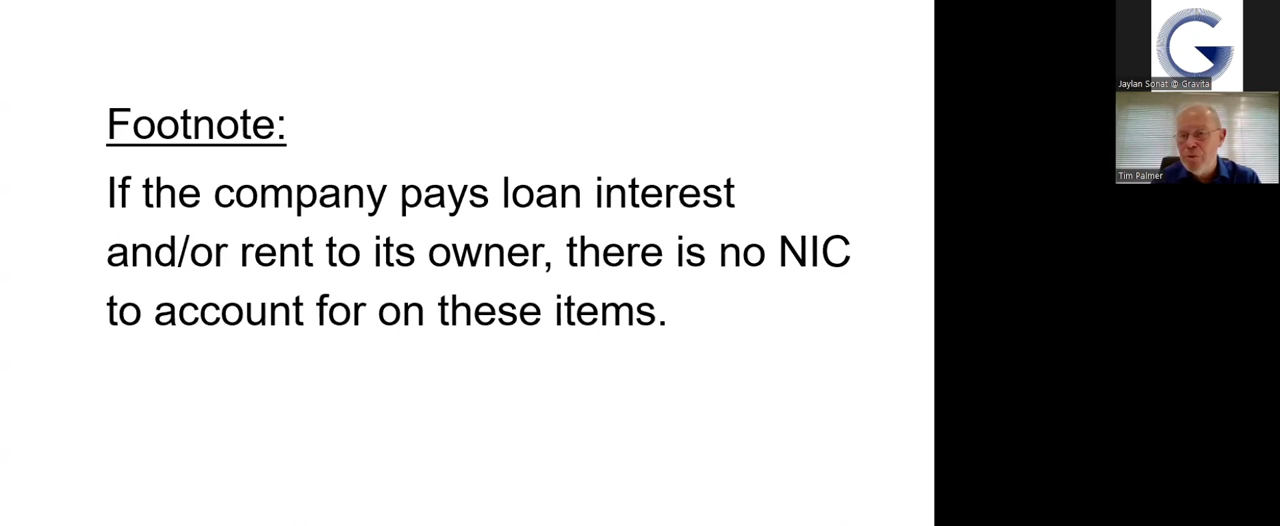 Footnote:
If the company pays loan interest
and/or rent to its owner, there is no NIC
to account for on these items.
G
Jaylan Sonat @ Gravita
Tim Palmer